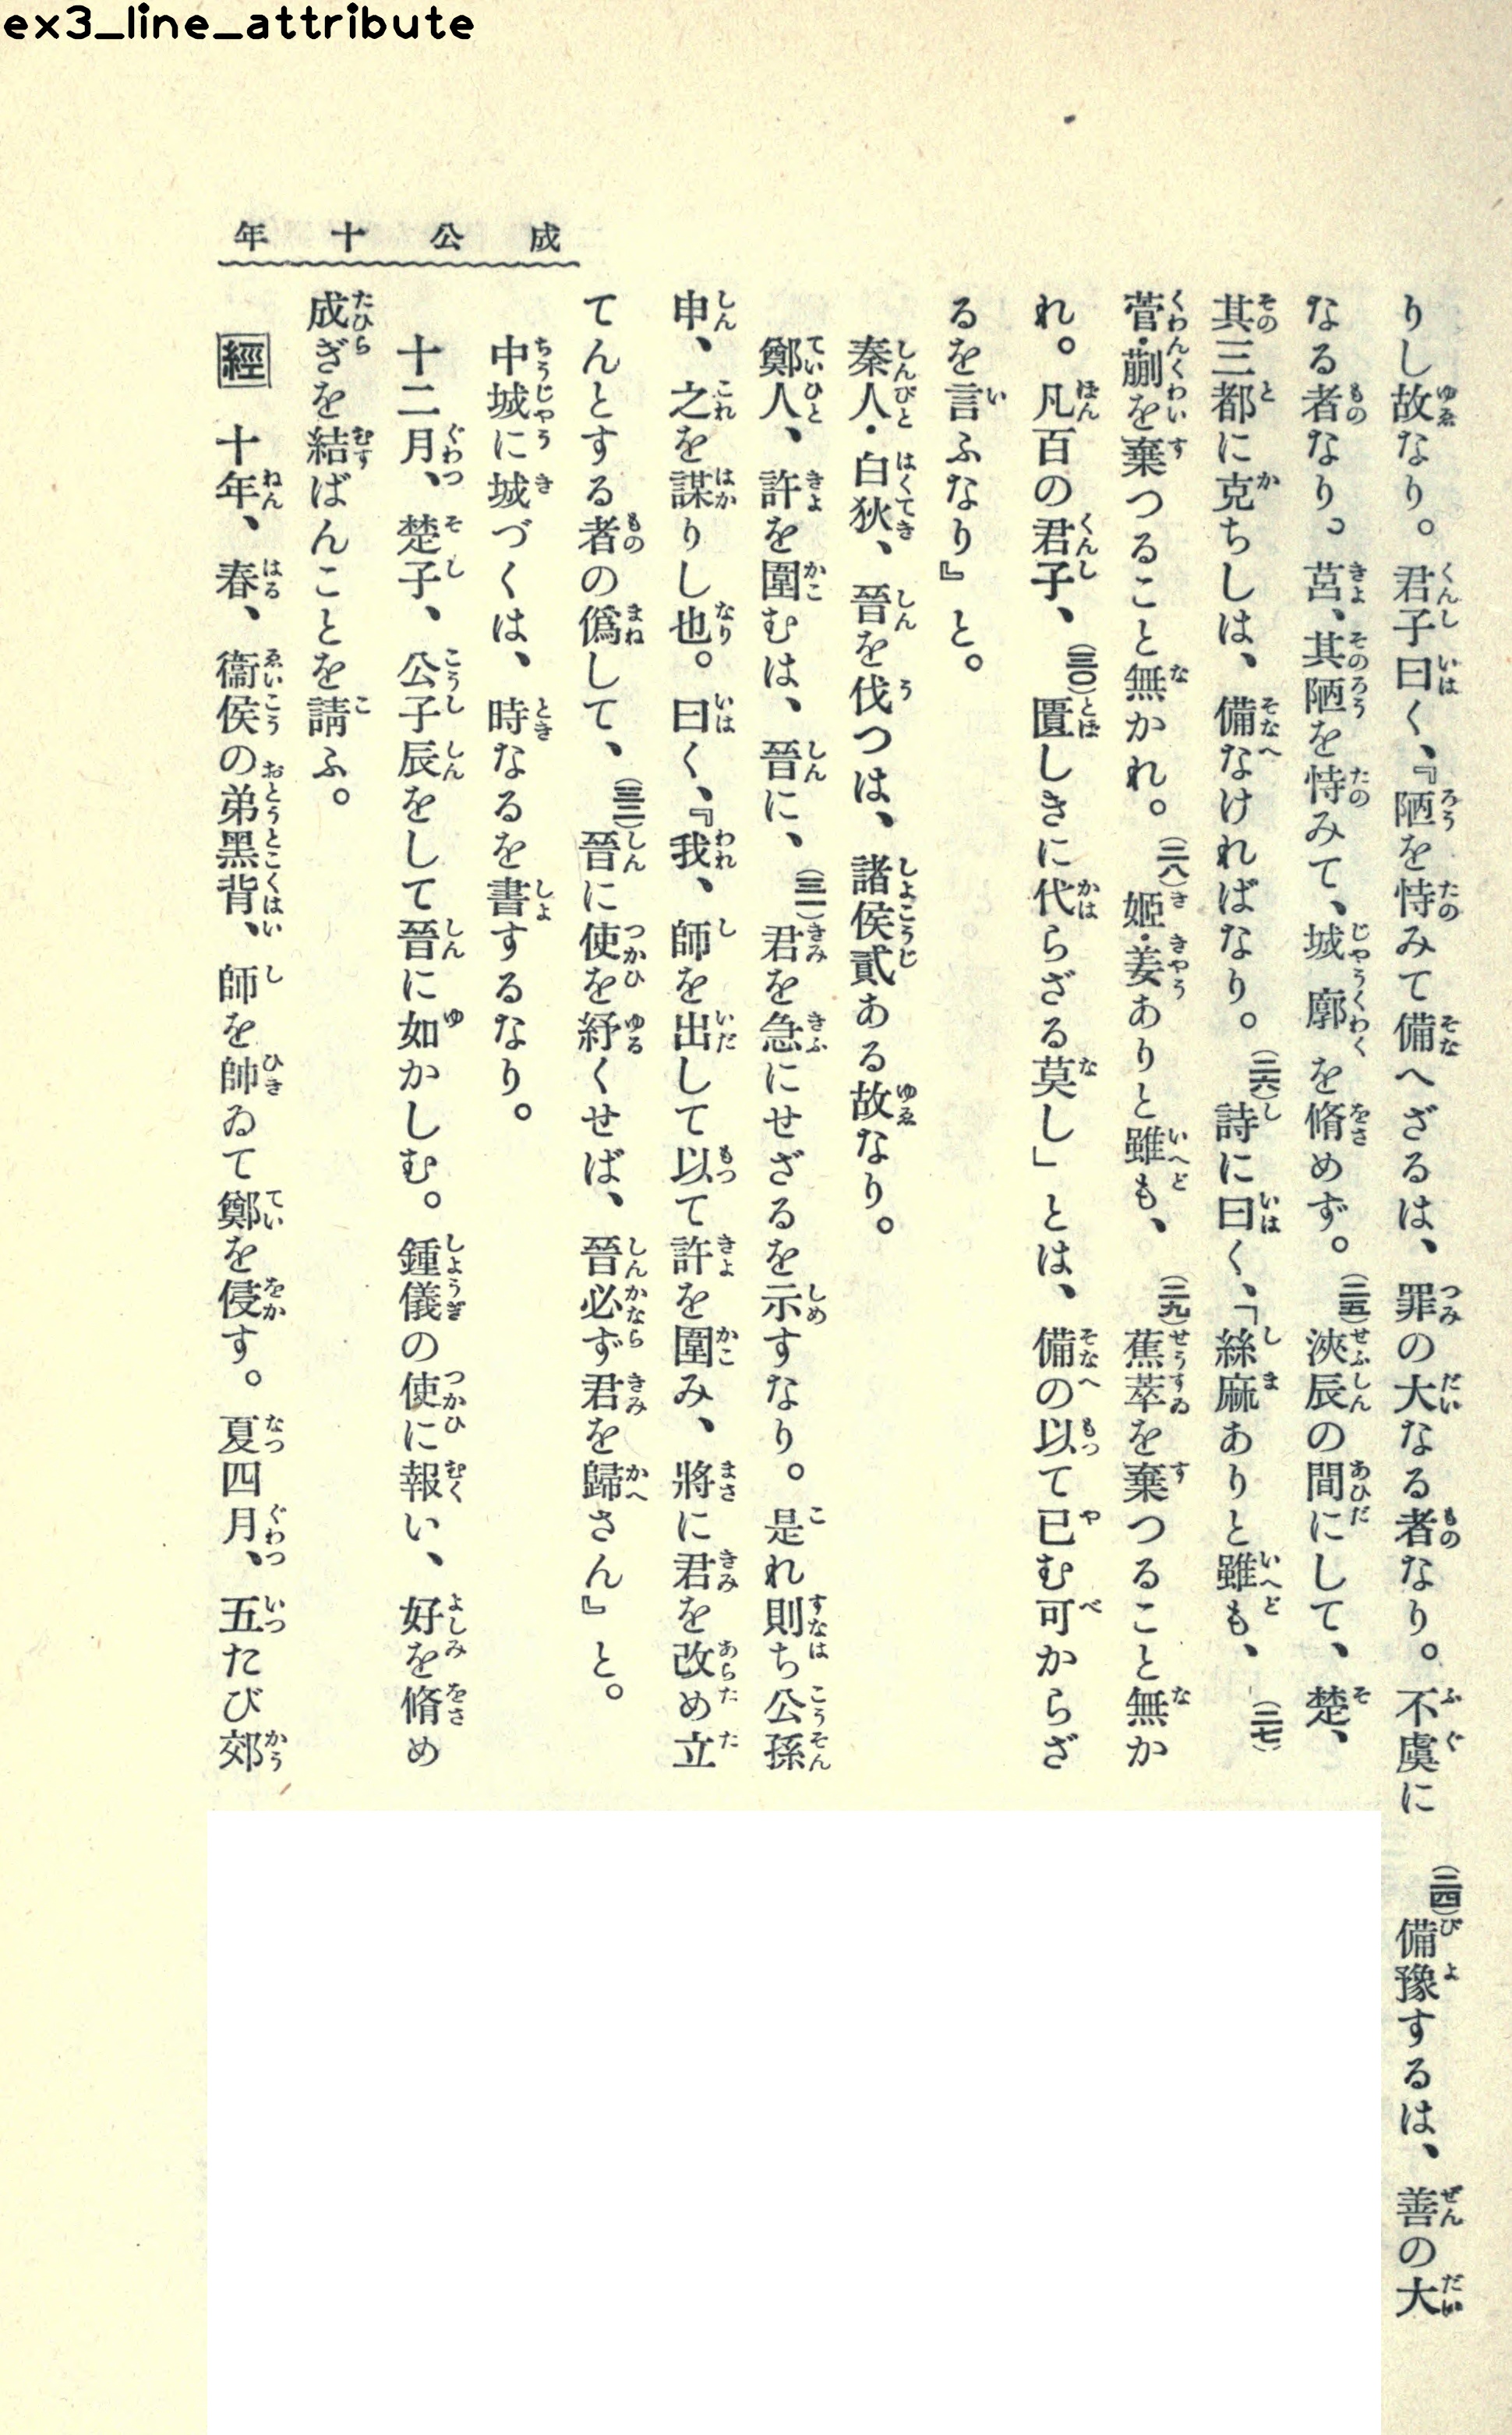 ex3_line_attribute
成公十年
りし故なり。君子曰く、『陋を恃みて備へざるは、罪の大なる者なり。不虞に(二四)備豫するは、善の大
なる者なり。莒、其陋を恃みて、城廓を脩めず。(二五)浹辰の間にして、楚、
其三都に克ちしは、備なければなり。(二六)詩に曰く、「絲麻ありと雖も、(二七)
菅・蒯を棄つること無かれ。(二八)姬・姜ありと雖も、(二九)蕉萃を棄つること無か
れ。凡百の君子、(三〇)匱しきに代らざる莫し」とは、備の以て已む可からざ
るを言ふなり』と。
秦人・白狄、晉を伐つは、諸侯貳ある故なり。
鄭人、許を圍むは、晉に、(三一)君を急にせざるを示すなり。是れ則ち公孫
申、之を謀りし也。曰く、『我、師を出して以て許を圍み、將に君を改め立
てんとする者の僞して、(三二)晉に使を紓くせば、晉必ず君を歸さん』と。
中城に城づくは、時なるを書するなり。
十二月、楚子、公子辰をして晉に如かしむ。鍾儀の使に報い、好を脩め
成ぎを結ばんことを請ふ。
經 十年、春、衞侯の弟黑背、師を帥ゐて鄭を侵す。夏四月、五たび郊